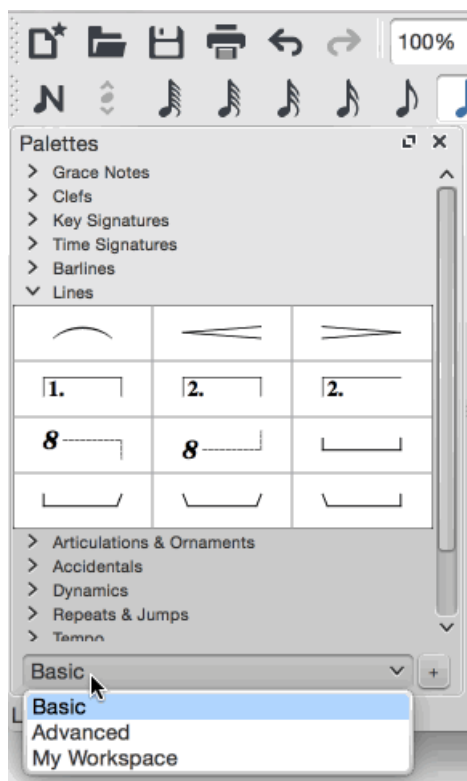 100%
Palettes
Grace Notes
Clefs
Key Signatures
Time Signatures
Barlines
Lines
1. 2. 2.
8 8
Articulations & Ornaments
Accidentals
Dynamics
Repeats & Jumps
Tempo
Basic +
L
Basic
Advanced
My Workspace